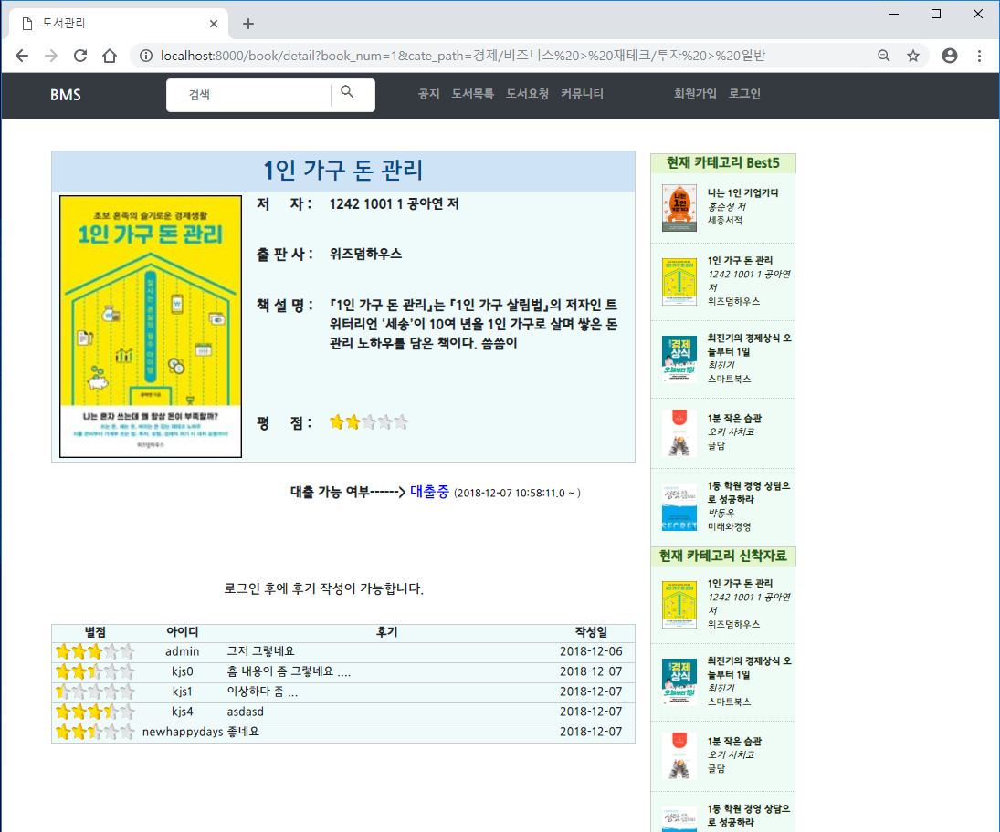 도서관리
localhost:8000/book/detail?book_num=1&cate_path=경제/비즈니스%20>%20재테크/투자%20>%20일반
BMS 검색 공지 도서목록 도서요청 커뮤니티 회원가입 로그인
1인 가구 돈 관리
초보 혼족의 슬기로운 경제생활
1인 가구 돈 관리
나는 혼자 쓰는데 왜 항상 돈이 부족할까?
위즈덤하우스
저 자 : 1242 1001 1 공아연 저
출 판 사 : 위즈덤하우스
책 설 명 : 『1인 가구 돈 관리』는 『1인 가구 살림법』의 저자인 트
위터리언 '세송'이 10여 년을 1인 가구로 살며 쌓은 돈
관리 노하우를 담은 책이다. 씀씀이
평 점 :
대출 가능 여부------> 대출중 (2018-12-07 10:58:11.0 ~ )
로그인 후에 후기 작성이 가능합니다.
별점 아이디 후기 작성일
admin 그저 그렇네요 2018-12-06
kjs0 흠 내용이 좀 그렇네요 .... 2018-12-07
kjs1 이상하다 좀 ... 2018-12-07
kjs4 asdasd 2018-12-07
newhappydays 좋네요 2018-12-07
현재 카테고리 Best5
나는 1인 기업가다
홍순성 저
세종서적
1인 가구 돈 관리
1242 1001 1 공아연
저
위즈덤하우스
최진기의 경제상식 오
늘부터 1일
최진기
스마트북스
1분 작은 습관
오키 사치코
글담
1등 학원 경영 상담으
로 성공하라
박동옥
미래와경영
현재 카테고리 신착자료
1인 가구 돈 관리
1242 1001 1 공아연
저
위즈덤하우스
최진기의 경제상식 오
늘부터 1일
최진기
스마트북스
1분 작은 습관
오키 사치코
글담
1등 학원 경영 상담으
로 성공하라